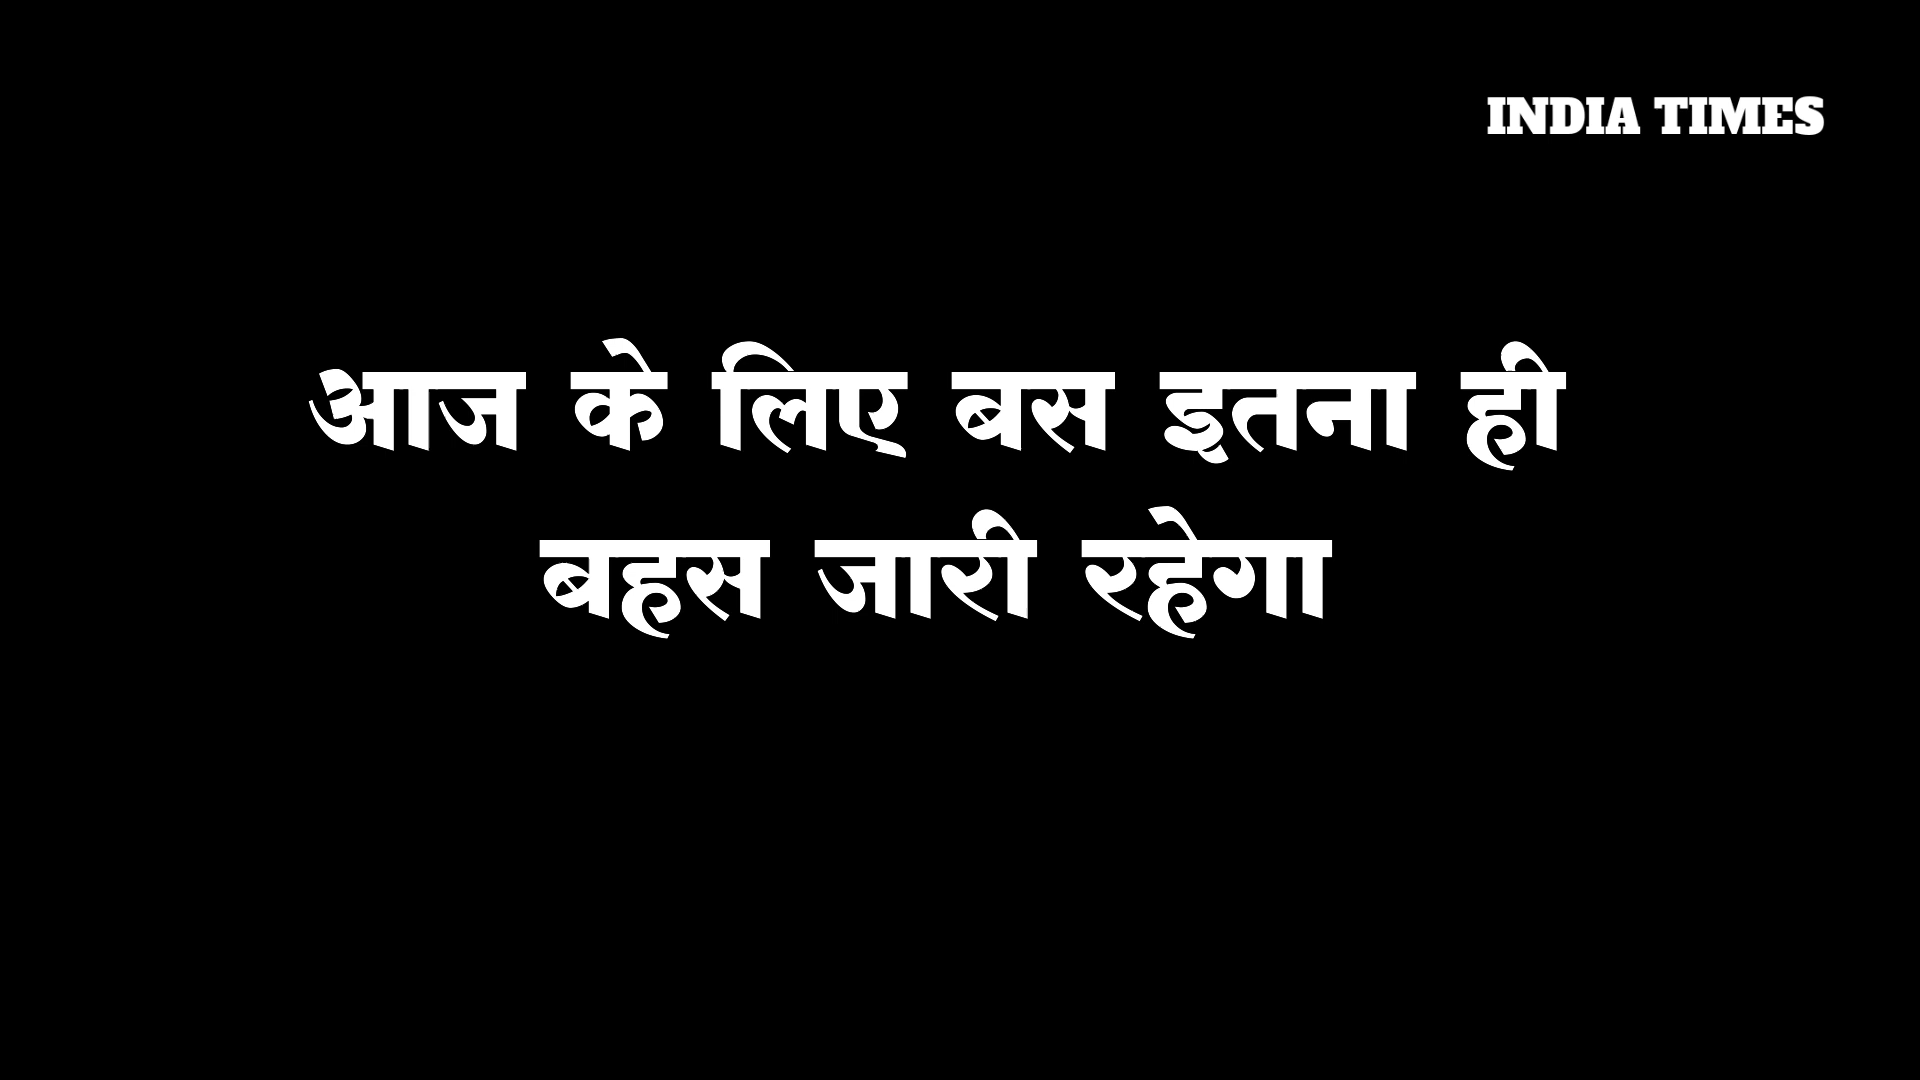 INDIA TIMES
आज के लिए बस इतना ही
बहस जारी रहेगा